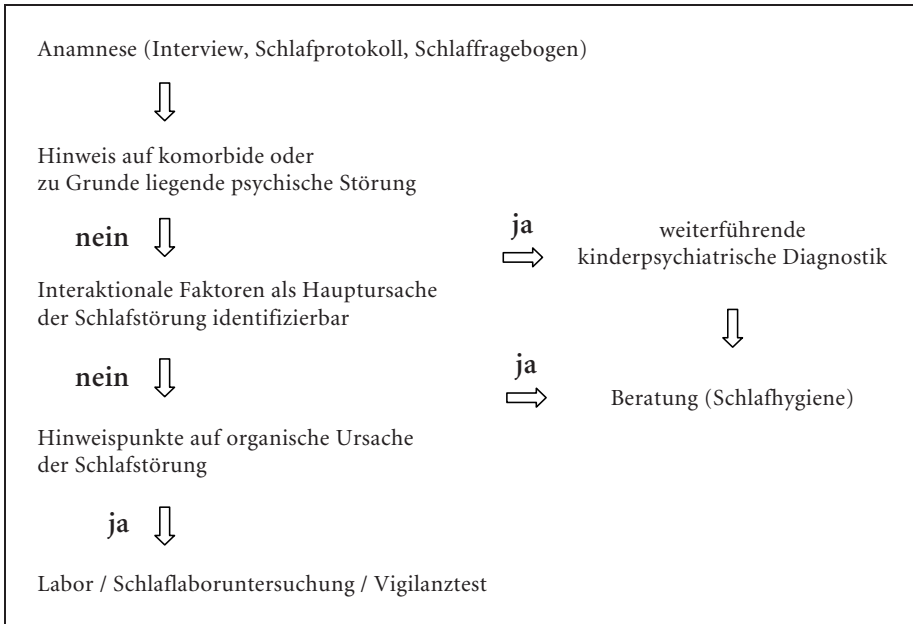 Anamnese (Interview, Schlafprotokoll, Schlaffragebogen)
Hinweis auf komorbide oder
zu Grunde liegende psychische Störung
nein
ja
weiterführende
kinderpsychiatrische Diagnostik
Interaktionale Faktoren als Hauptursache
der Schlafstörung identifizierbar
nein
ja
Beratung (Schlafhygiene)
Hinweispunkte auf organische Ursache
der Schlafstörung
ja
Labor / Schlaflaboruntersuchung / Vigilanztest